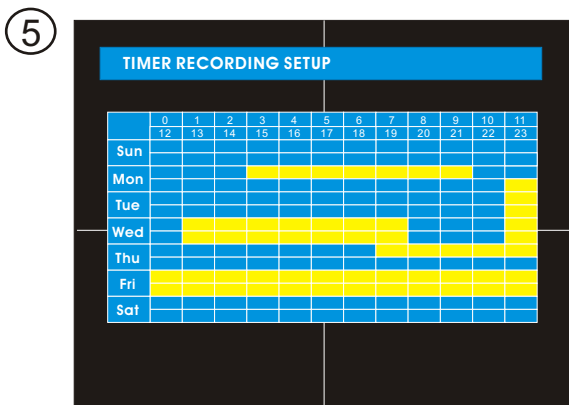 5
TIMER RECORDING SETUP
0 1 2 3 4 5 6 7 8 9 10 11
12 13 14 15 16 17 18 19 20 21 22 23
Sun
Mon
Tue
Wed
Thu
Fri
Sat